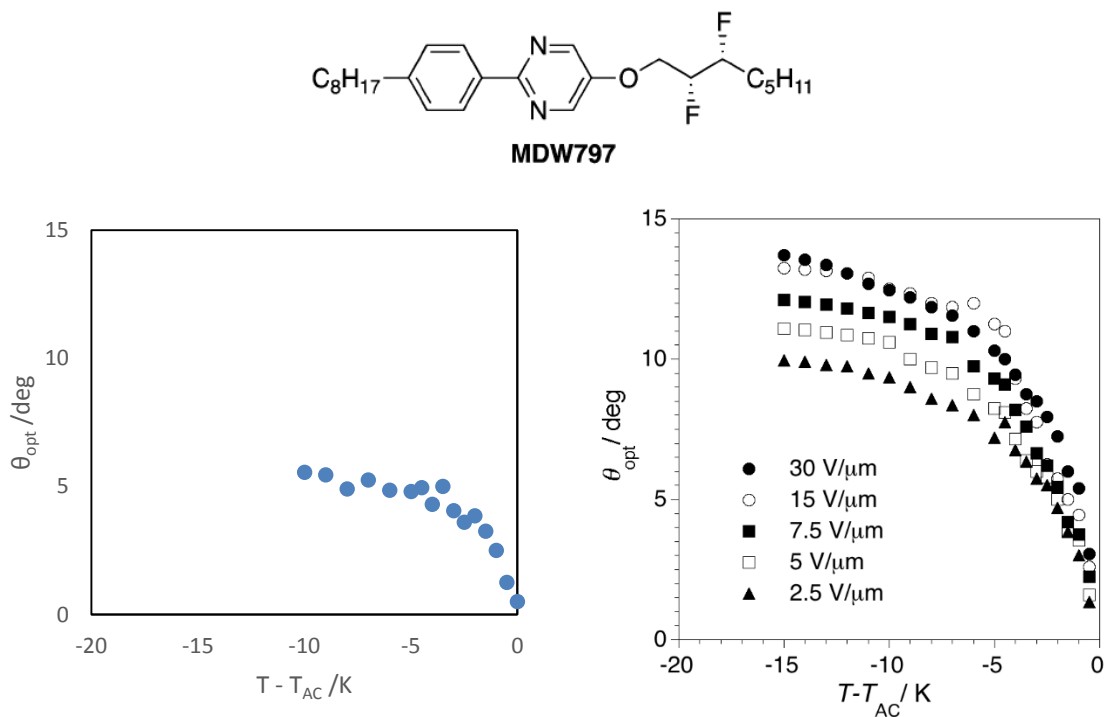 F
N
C₈H₁₇
O
C₅H₁₁
N
F
MDW797
15
10
5
0
-20
-15
-10
-5
0
θopt /deg
T - TAC /K
15
10
5
0
-20
-15
-10
-5
0
θopt / deg
T-TAC/ K
30 V/μm
15 V/μm
7.5 V/μm
5 V/μm
2.5 V/μm